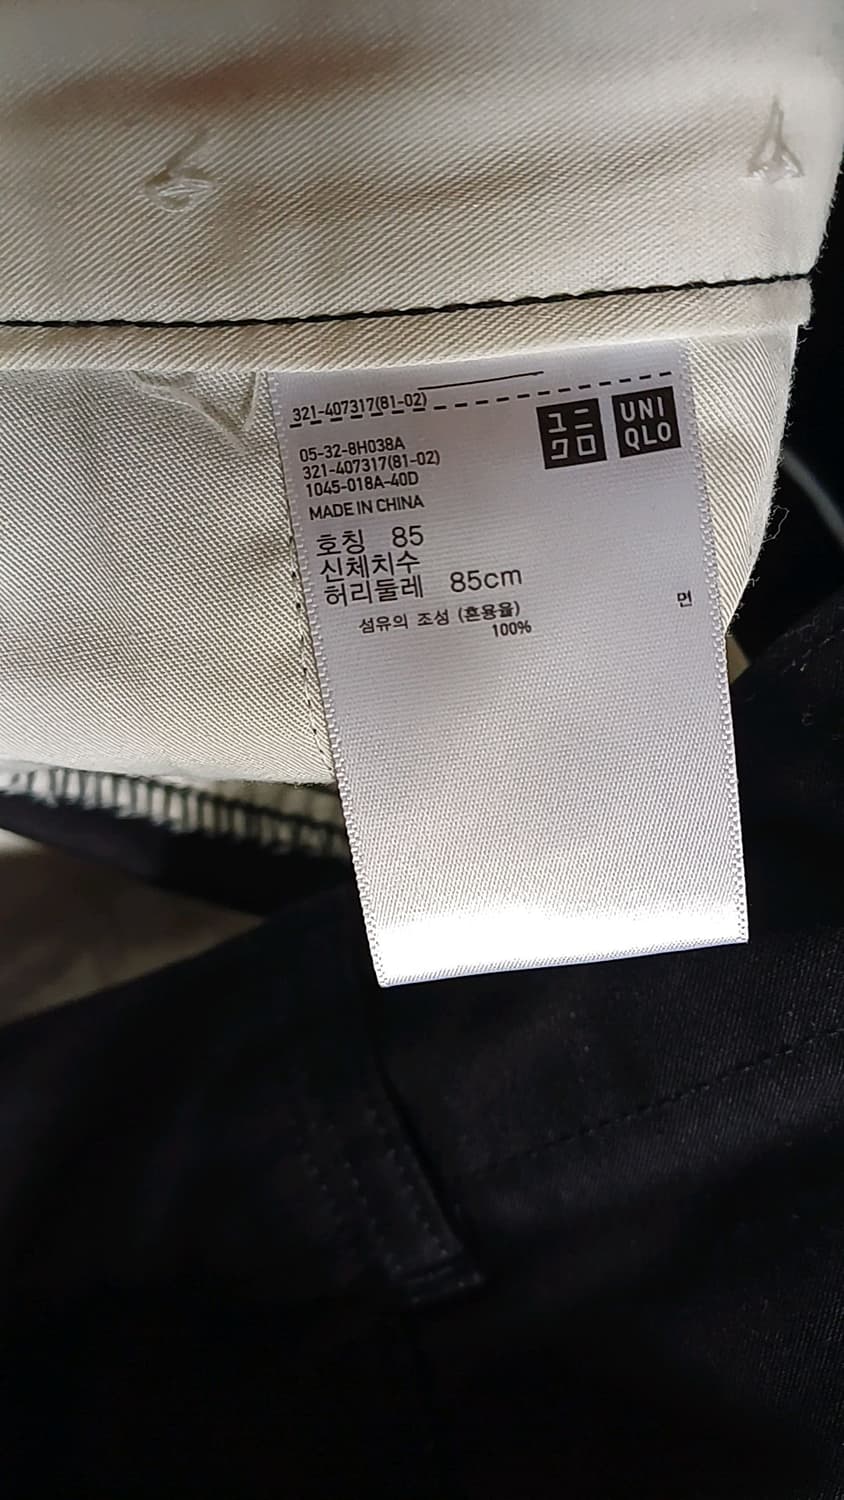 321-407317(81-02)
ユニ
クロ
UNI
QLO
05-32-8H038A
321-407317(81-02)
1045-018A-40D
MADE IN CHINA
호칭 85
신체치수
허리둘레 85cm
섬유의 조성 (혼용율)
면
100%